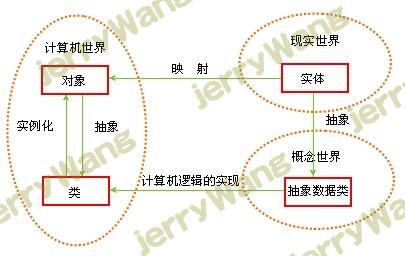 计算机世界
现实世界
对象
映 射
实体
实例化
抽象
抽象
概念世界
类
计算机逻辑的实现
抽象数据类
jerryWang
jerryWang
jerryWang
jerryWang
jerryWang